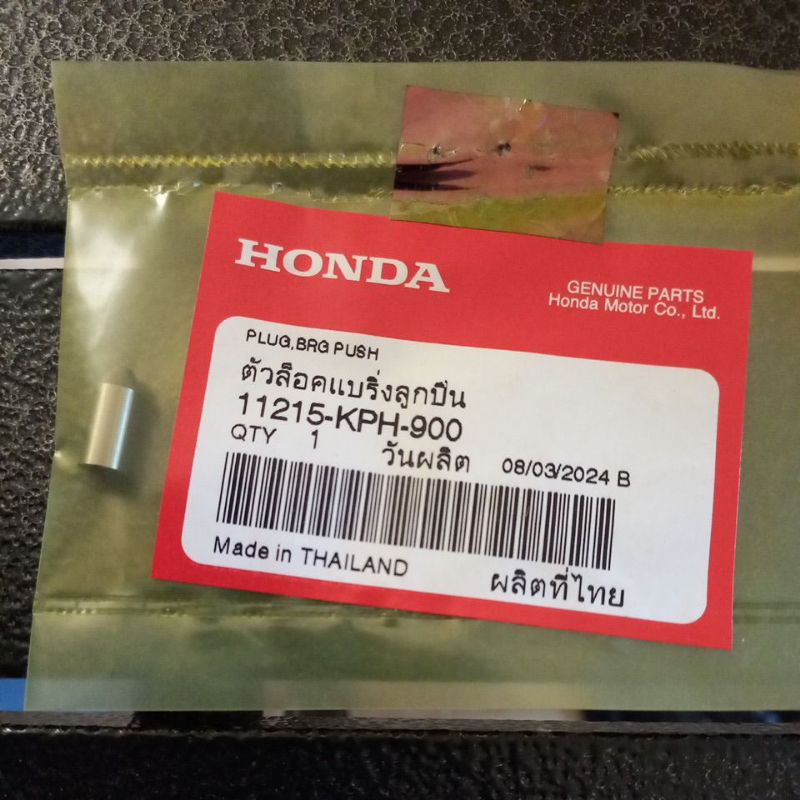 HONDA
GENUINE PARTS
Honda Motor Co., Ltd.
PLUG,BRG PUSH
ตัวล็อคแบริ่งลูกปืน
11215-KPH-900
QTY 1 วันผลิต 08/03/2024 B
Made in THAILAND ผลิตที่ไทย